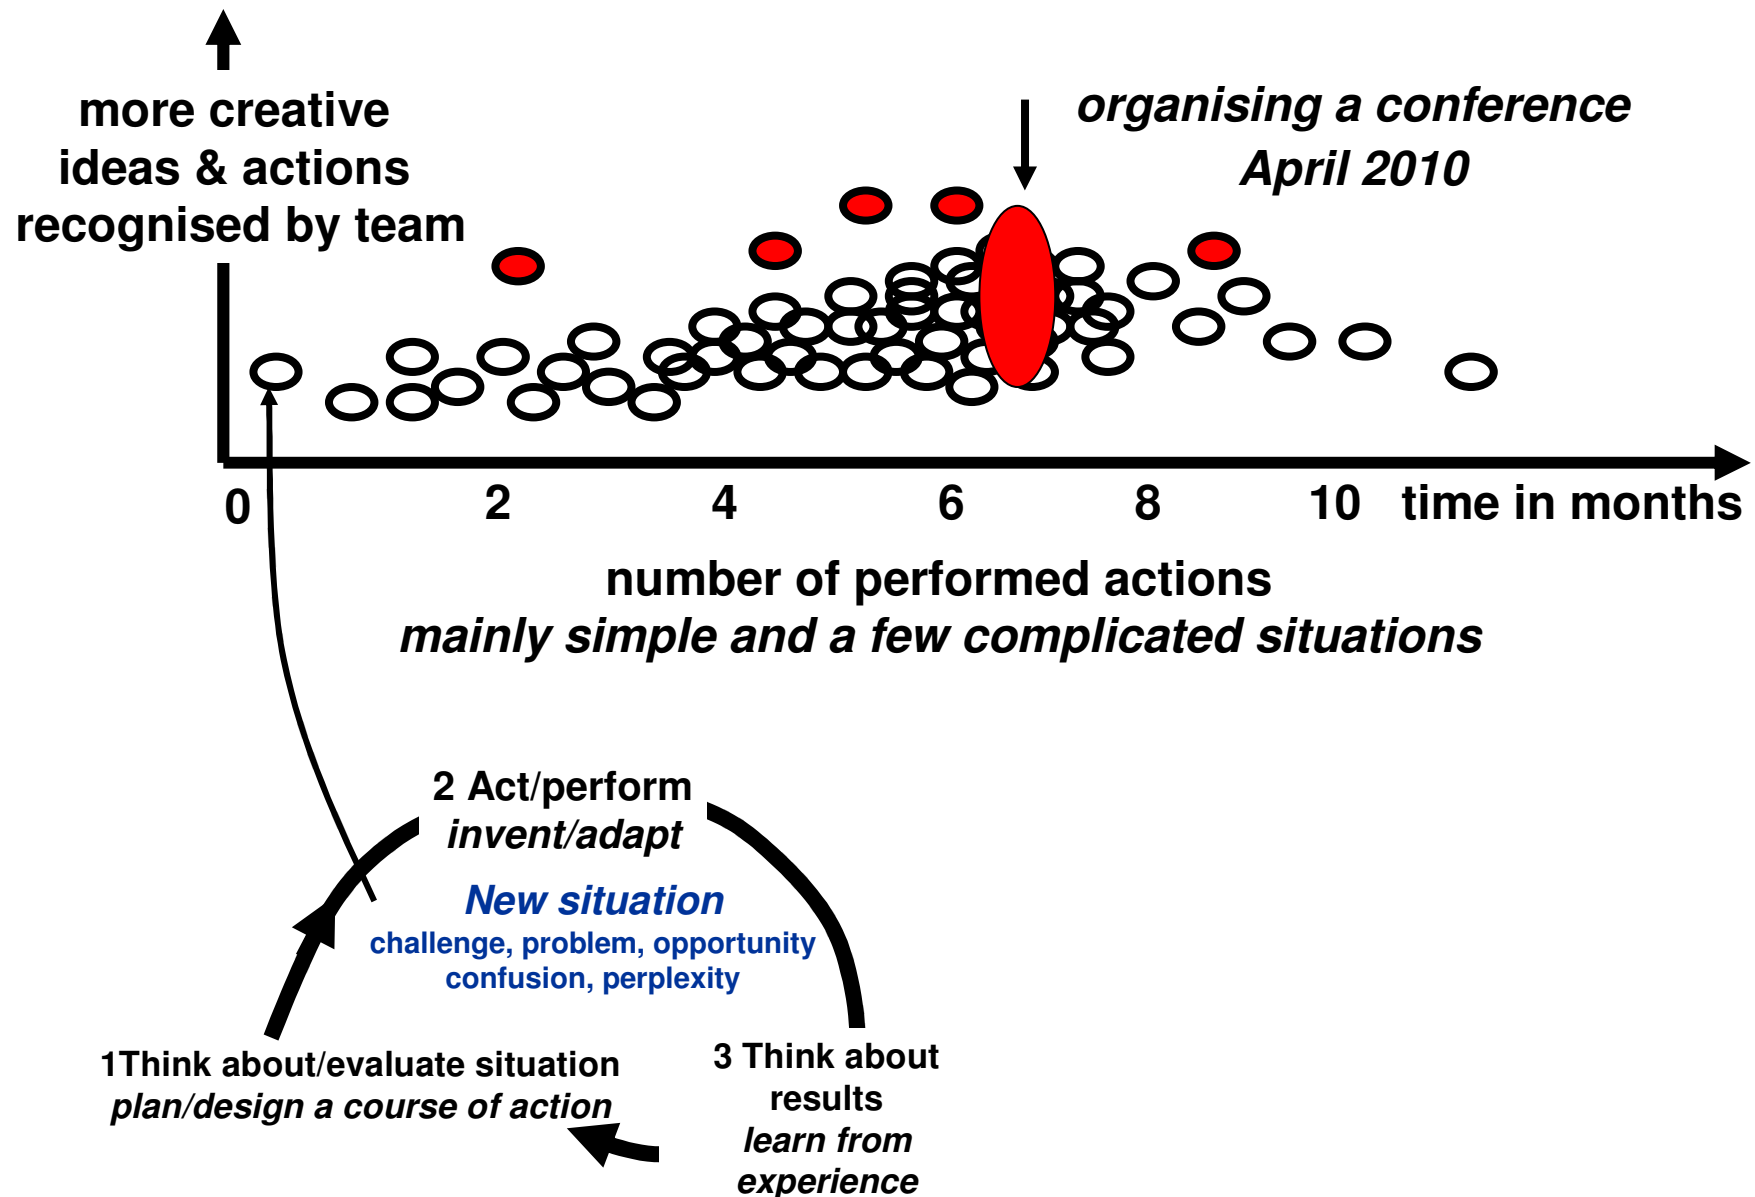 more creative
ideas & actions
recognised by team
organising a conference
April 2010
0 2 4 6 8 10 time in months
number of performed actions
mainly simple and a few complicated situations
2 Act/perform
invent/adapt
New situation
challenge, problem, opportunity
confusion, perplexity
1Think about/evaluate situation
plan/design a course of action
3 Think about
results
learn from
experience